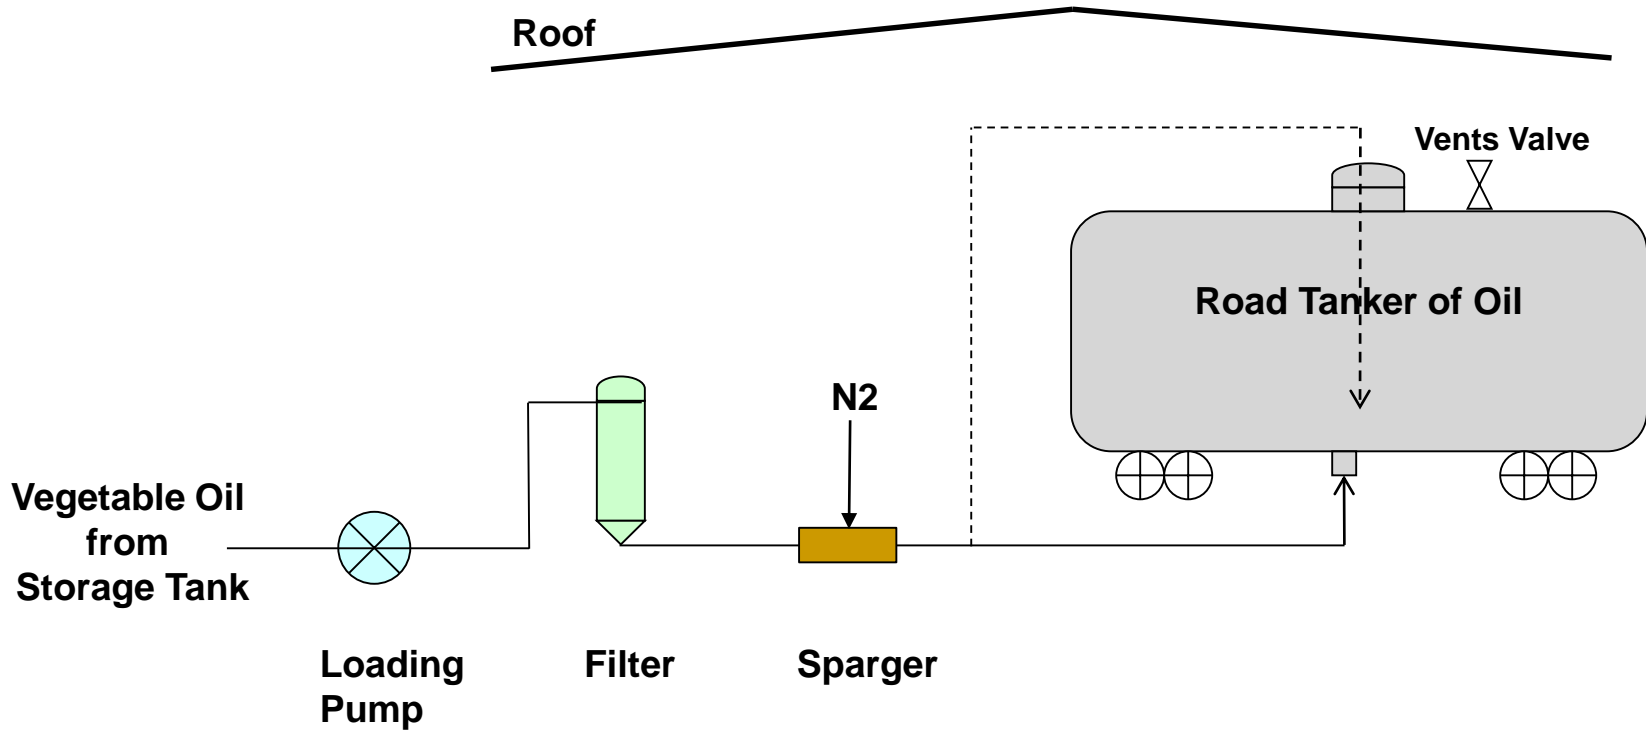 Roof
Vents Valve
Road Tanker of Oil
N2
Vegetable Oil
from
Storage Tank
Loading
Pump
Filter
Sparger